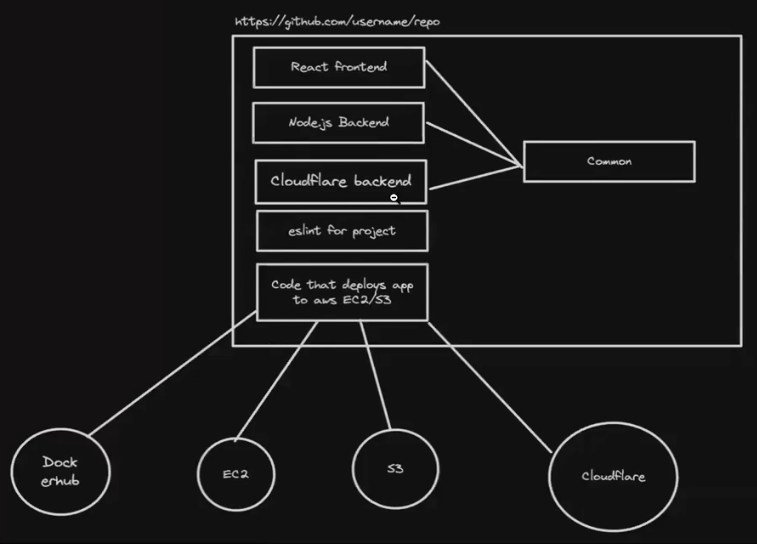 https://github.com/username/repo
React frontend
Node.js Backend
Common
Cloudflare backend
eslint for project
Code that deploys app
to aws EC2/S3
Dock
erhub
EC2
S3
Cloudflare